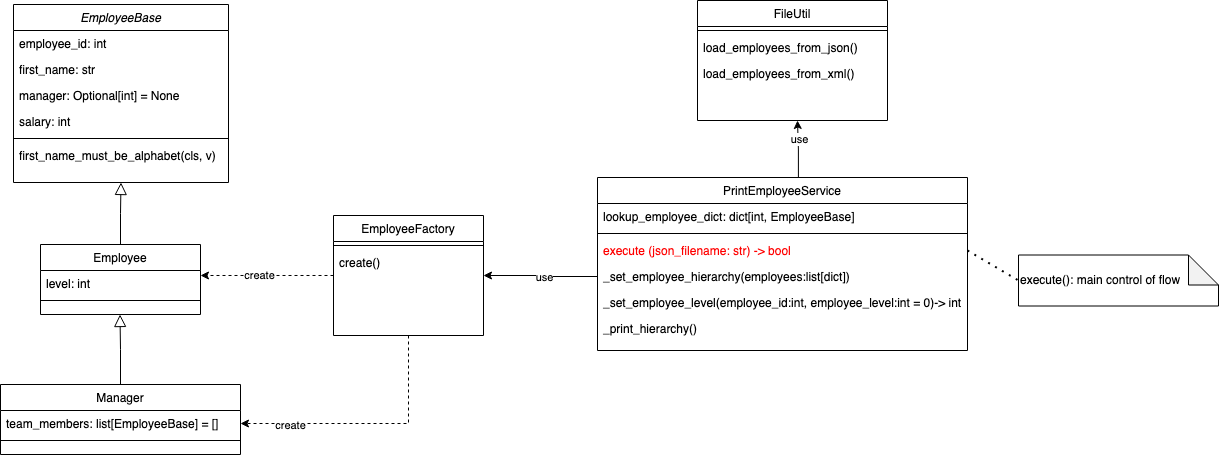 EmployeeBase
employee_id: int
first_name: str
manager: Optional[int] = None
salary: int
first_name_must_be_alphabet(cls, v)
FileUtil
load_employees_from_json()
load_employees_from_xml()
use
PrintEmployeeService
lookup_employee_dict: dict[int, EmployeeBase]
execute (json_filename: str) -> bool
_set_employee_hierarchy(employees:list[dict])
_set_employee_level(employee_id:int, employee_level:int = 0)-> int
_print_hierarchy()
execute(): main control of flow
use
EmployeeFactory
create()
create
Employee
level: int
create
Manager
team_members: list[EmployeeBase] = []